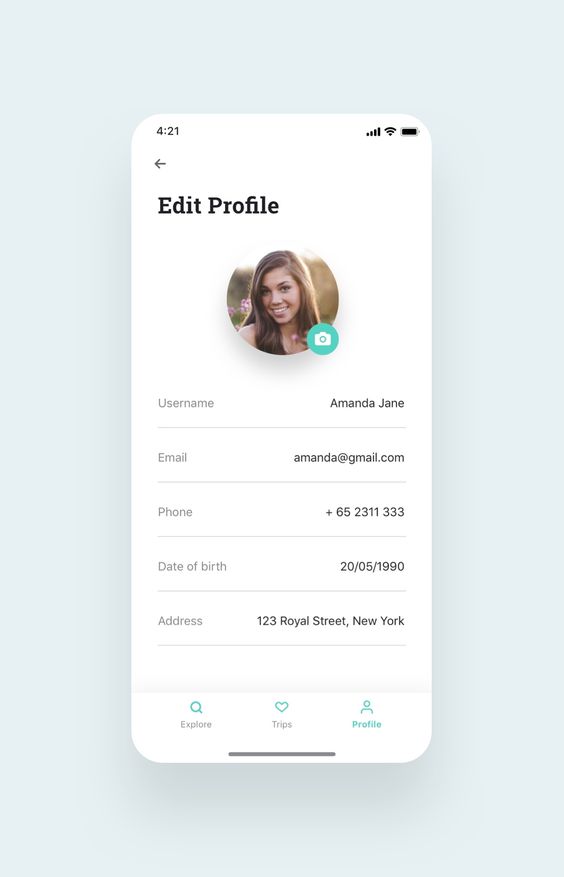 4:21
Edit Profile
Username Amanda Jane
Email amanda@gmail.com
Phone + 65 2311 333
Date of birth 20/05/1990
Address 123 Royal Street, New York
Explore Trips Profile